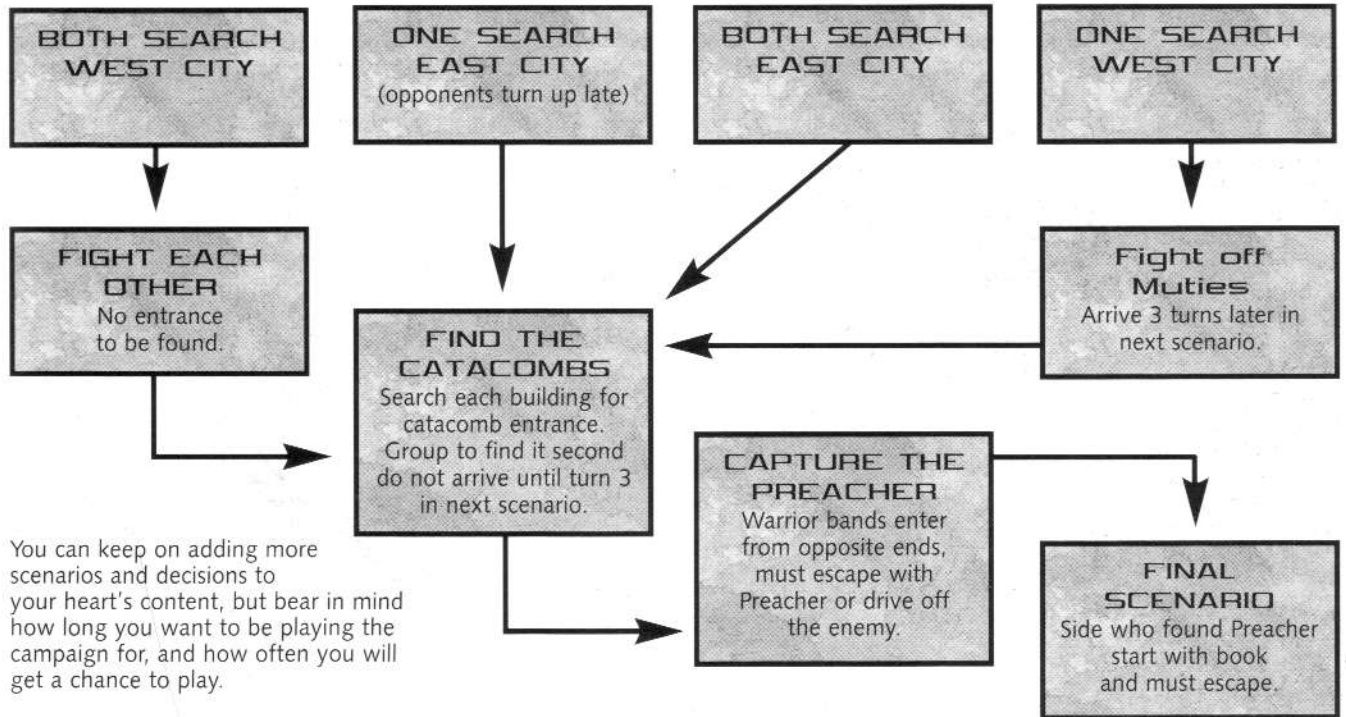 BOTH SEARCH
WEST CITY
ONE SEARCH
EAST CITY
(opponents turn up late)
BOTH SEARCH
EAST CITY
ONE SEARCH
WEST CITY
FIGHT EACH
OTHER
No entrance
to be found.
Fight off
Muties
Arrive 3 turns later in
next scenario.
FIND THE
CATACOMBS
Search each building for
catacomb entrance.
Group to find it second
do not arrive until turn 3
in next scenario.
CAPTURE THE
PREACHER
Warrior bands enter
from opposite ends,
must escape with
Preacher or drive off
the enemy.
FINAL
SCENARIO
Side who found Preacher
start with book
and must escape.
You can keep on adding more
scenarios and decisions to
your heart's content, but bear in mind
how long you want to be playing the
campaign for, and how often you will
get a chance to play.